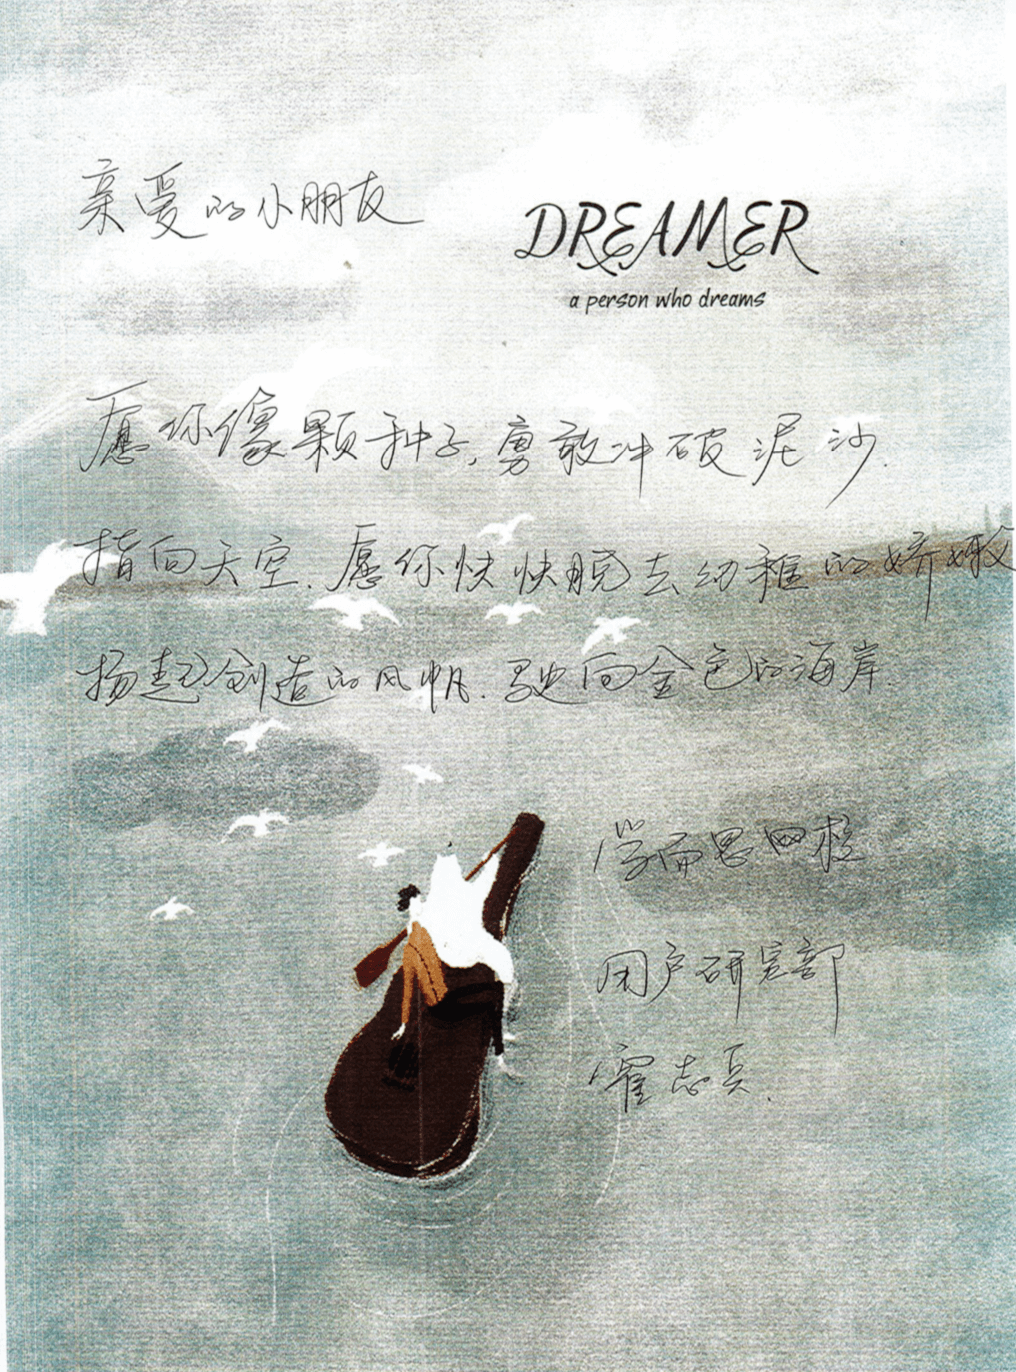 亲爱的小朋友
DREAMER
a person who dreams
愿你像颗种子,勇敢冲破泥沙.
指向天空.愿你快快脱去幼稚的娇嫩
扬起创造的风帆.驶向金色的海岸.
学而思网校
用户研究部
霍志兵.